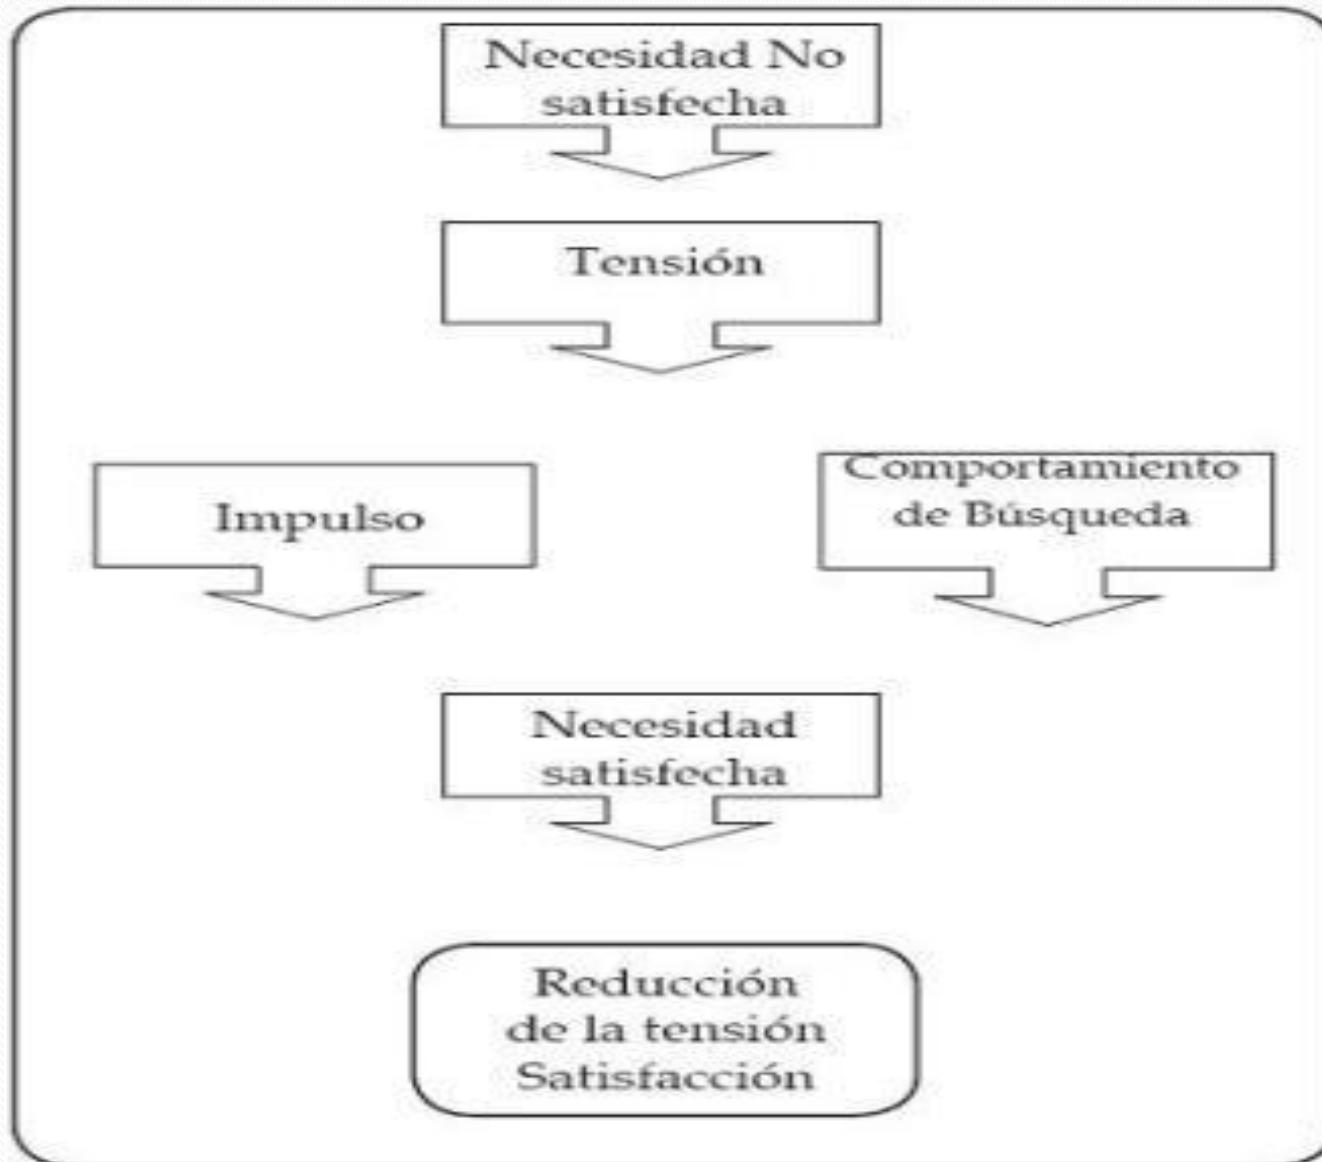 Necesidad No
satisfecha
Tensión
Impulso
Comportamiento
de Búsqueda
Necesidad
satisfecha
Reducción
de la tensión
Satisfacción